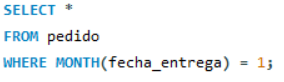 SELECT *
FROM pedido
WHERE MONTH(fecha_entrega) = 1;